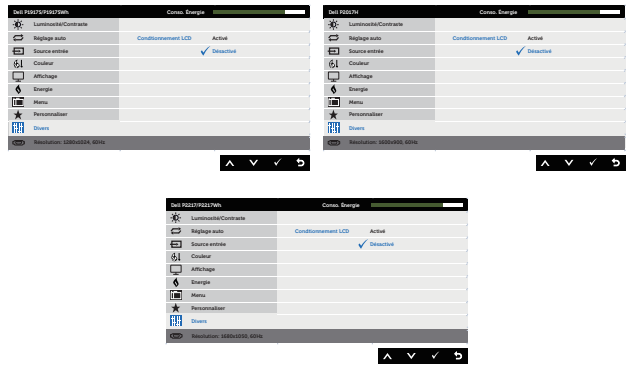 Dell P1917S/P1917SWh Conso. Énergie
Luminosité/Contraste
Réglage auto Conditionnement LCD Activé
Source entrée Désactivé
Couleur
Affichage
Energie
Menu
Personnaliser
Divers
Résolution: 1280x1024, 60Hz
Dell P2017H Conso. Énergie
Luminosité/Contraste
Réglage auto Conditionnement LCD Activé
Source entrée Désactivé
Couleur
Affichage
Energie
Menu
Personnaliser
Divers
Résolution: 1600x900, 60Hz
Dell P2217/P2217Wh Conso. Énergie
Luminosité/Contraste
Réglage auto Conditionnement LCD Activé
Source entrée Désactivé
Couleur
Affichage
Energie
Menu
Personnaliser
Divers
Résolution: 1680x1050, 60Hz